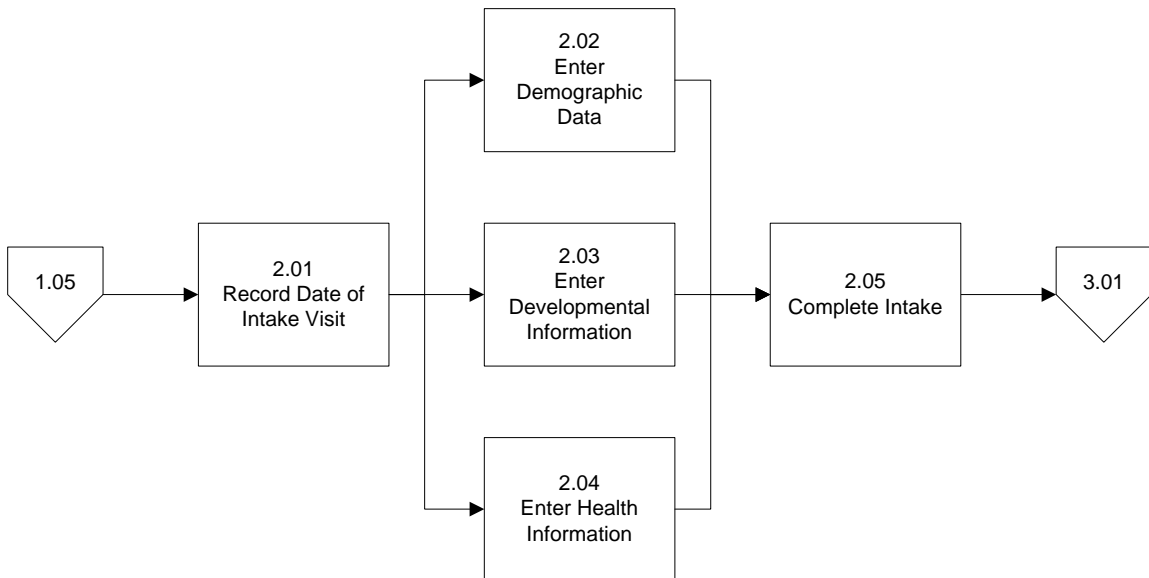 1.05
2.01
Record Date of
Intake Visit
2.02
Enter
Demographic
Data
2.03
Enter
Developmental
Information
2.04
Enter Health
Information
2.05
Complete Intake
3.01